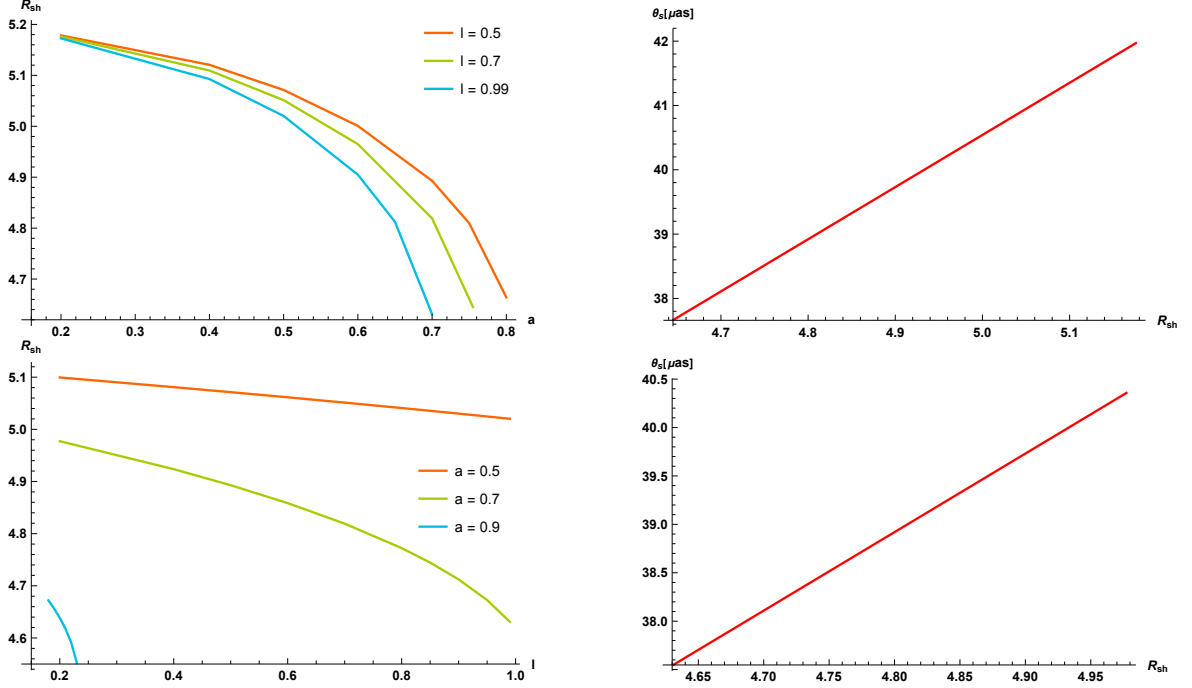 R_sh
5.2
5.1
5.0
4.9
4.8
4.7
0.2 0.3 0.4 0.5 0.6 0.7 0.8 a
l = 0.5
l = 0.7
l = 0.99
θ_s[μas]
42
41
40
39
38
4.7 4.8 4.9 5.0 5.1 R_sh
R_sh
5.1
5.0
4.9
4.8
4.7
4.6
0.2 0.4 0.6 0.8 1.0 l
a = 0.5
a = 0.7
a = 0.9
θ_s[μas]
40.5
40.0
39.5
39.0
38.5
38.0
4.65 4.70 4.75 4.80 4.85 4.90 4.95 R_sh